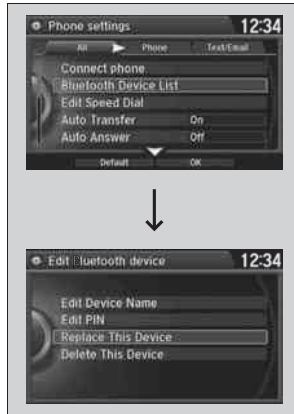 Phone settings 12:34
All Phone Text/Email
Connect phone
Bluetooth Device List
Edit Speed Dial
Auto Transfer On
Auto Answer Off
Default OK
Edit Bluetooth device 12:34
Edit Device Name
Edit PIN
Replace This Device
Delete This Device